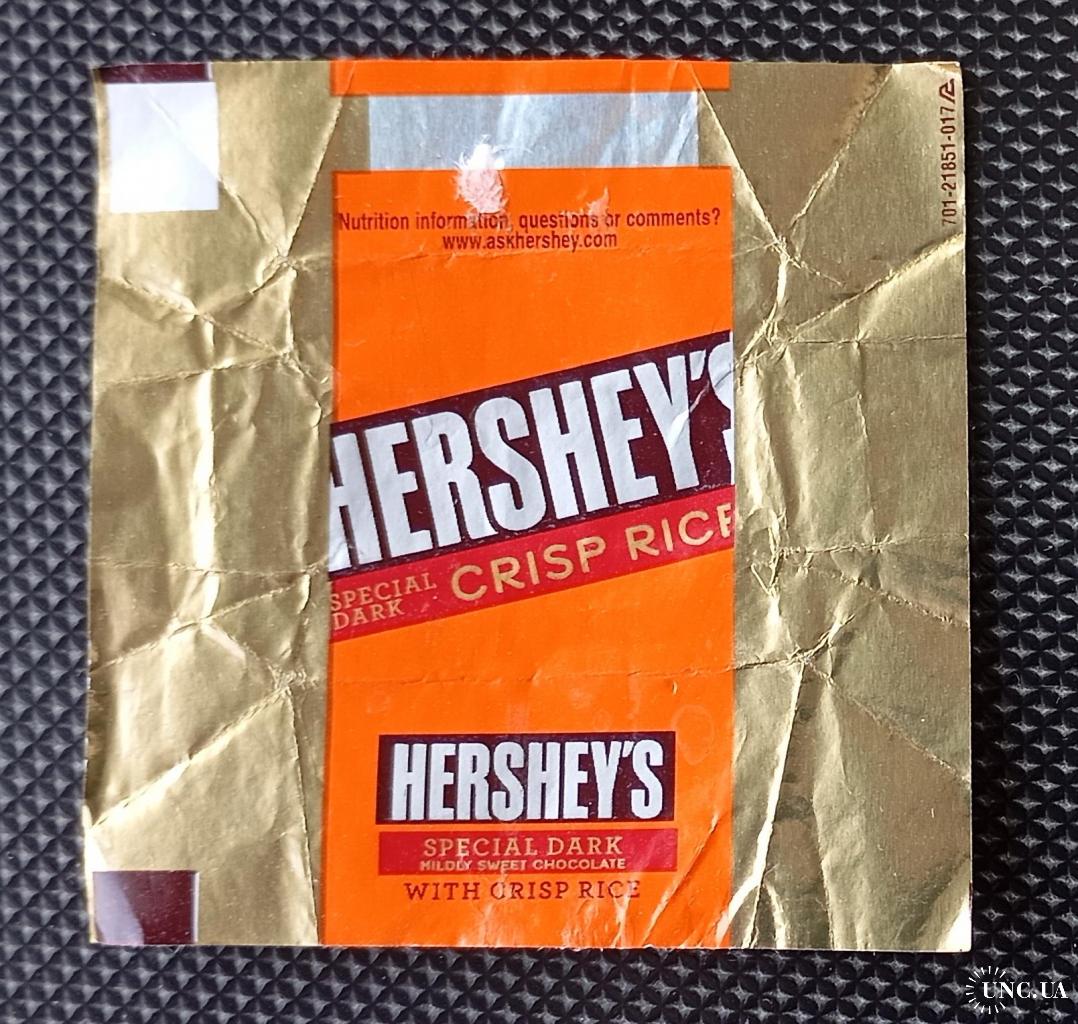 701-21851-017
Nutrition information, questions or comments?
www.askhershey.com
HERSHEY'S
SPECIAL
DARK
CRISP RICE
HERSHEY'S
SPECIAL DARK
MILDLY SWEET CHOCOLATE
WITH CRISP RICE
UNC.UA